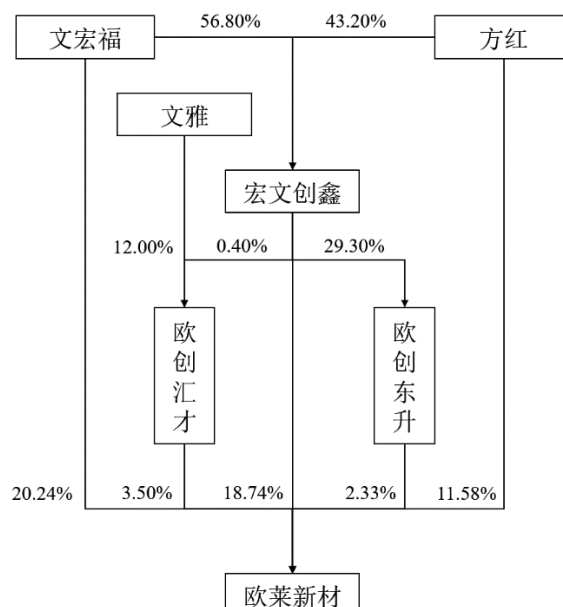 56.80%
43.20%
文宏福
方红
文雅
宏文创鑫
12.00%
0.40%
29.30%
欧创汇才
欧创东升
20.24%
3.50%
18.74%
2.33%
11.58%
欧莱新材